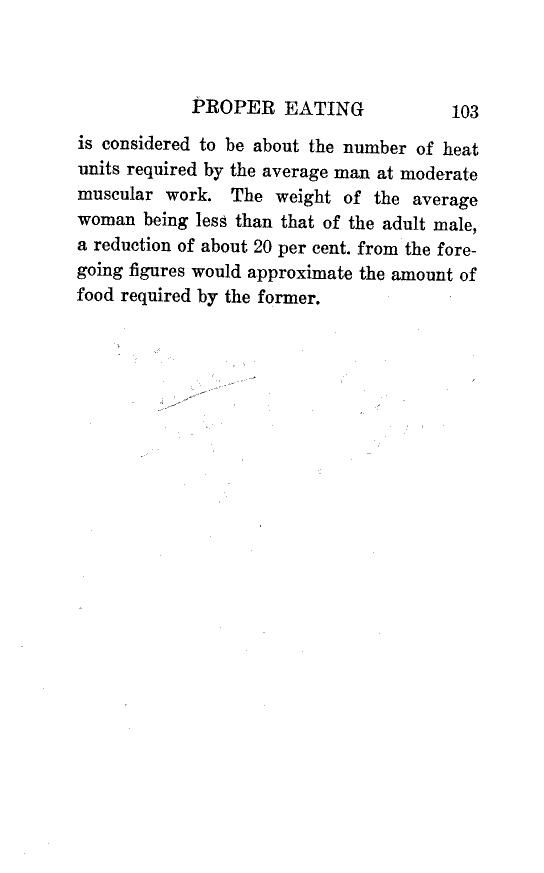 PROPER EATING 103
is considered to be about the number of heat
units required by the average man at moderate
muscular work. The weight of the average
woman being less than that of the adult male,
a reduction of about 20 per cent. from the fore-
going figures would approximate the amount of
food required by the former.